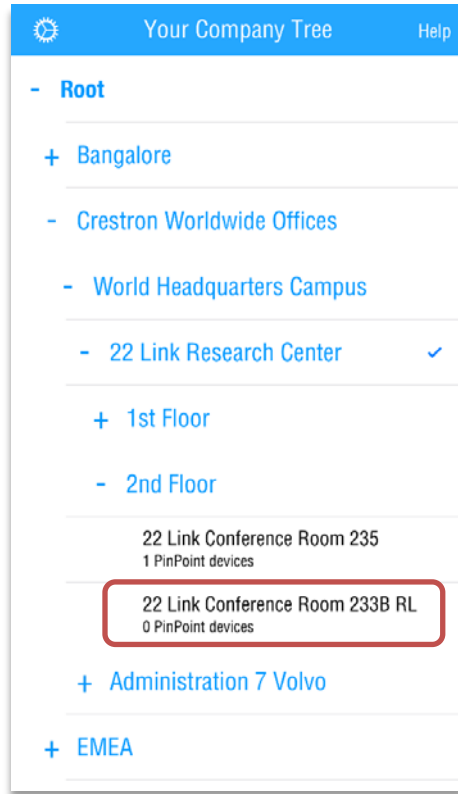 Your Company Tree Help
- Root
+ Bangalore
- Crestron Worldwide Offices
- World Headquarters Campus
- 22 Link Research Center
+ 1st Floor
- 2nd Floor
22 Link Conference Room 235
1 PinPoint devices
22 Link Conference Room 233B RL
0 PinPoint devices
+ Administration 7 Volvo
+ EMEA